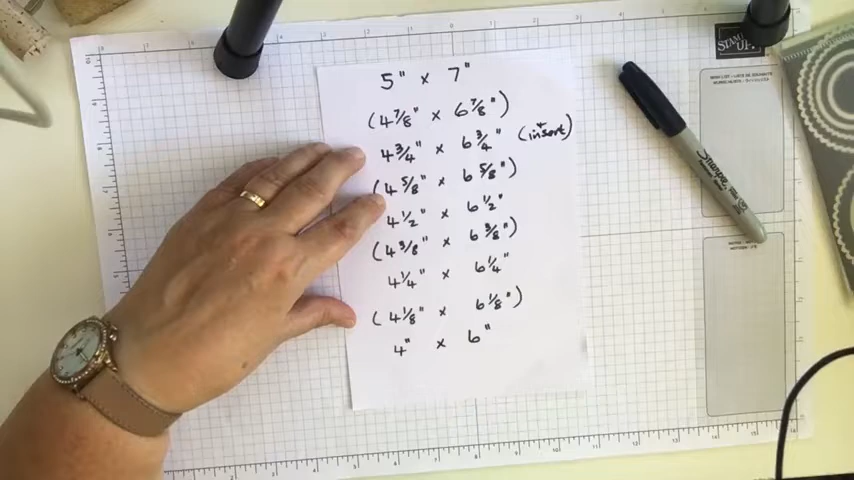 5" x 7"
(4 7/8" x 6 7/8")
4 3/4" x 6 3/4" (insert)
(4 5/8" x 6 5/8")
4 1/2" x 6 1/2"
(4 3/8" x 6 3/8")
4 1/4" x 6 1/4"
(4 1/8" x 6 1/8")
4" x 6"
STAMPIN' UP!
Sharpie